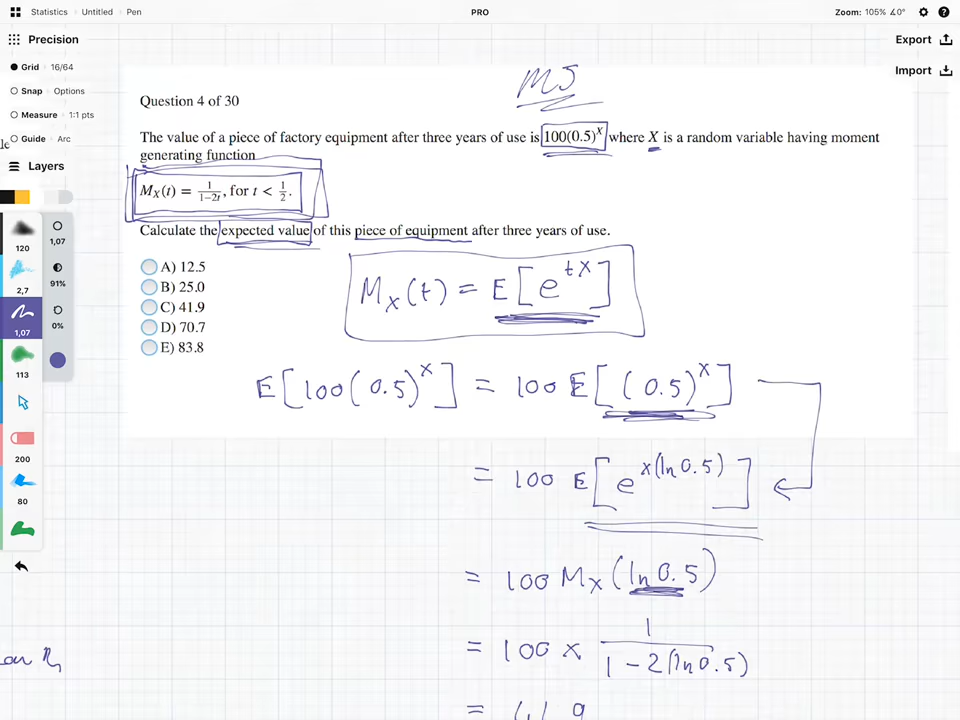 Statistics Untitled Pen PRO Zoom: 105% ∠0°
Precision
Export
Grid 16/64
Import
Snap Options
Measure 1:1 pts
Guide Arc
Layers
120
2,7
1,07
113
200
80
1,07
91%
0%
M5
Question 4 of 30
The value of a piece of factory equipment after three years of use is 100(0.5)^X where X is a random variable having moment
generating function
M_X(t) = 1/(1−2t), for t < 1/2.
Calculate the expected value of this piece of equipment after three years of use.
A) 12.5
B) 25.0
C) 41.9
D) 70.7
E) 83.8
M_X(t) = E[e^{tX}]
E[100(0.5)^X] = 100 E[(0.5)^X]
= 100 E[e^{X(ln 0.5)}]
= 100 M_X(ln 0.5)
= 100 × 1/(1 − 2(ln 0.5))